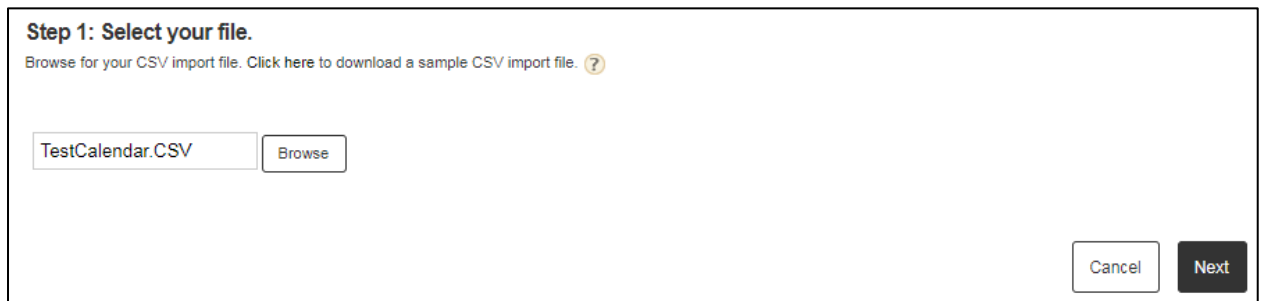 Step 1: Select your file.
Browse for your CSV import file. Click here to download a sample CSV import file. ?
TestCalendar.CSV Browse
Cancel Next